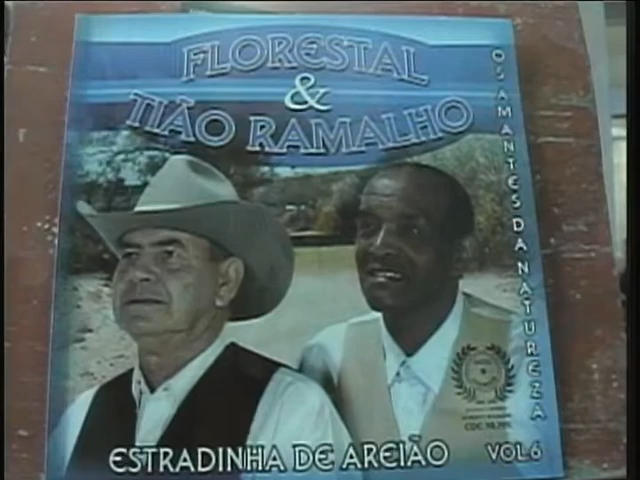 FLORESTAL
&
TIÃO RAMALHO
OS AMANTES DA NATUREZA
ESTRADINHA DE AREIÃO
VOL.6